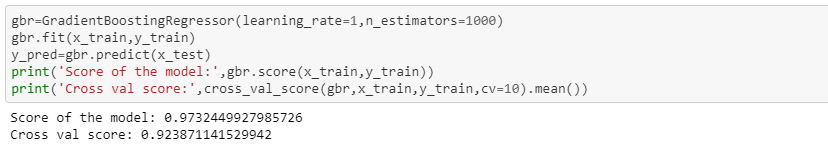 gbr=GradientBoostingRegressor(learning_rate=1,n_estimators=1000)
gbr.fit(x_train,y_train)
y_pred=gbr.predict(x_test)
print('Score of the model:',gbr.score(x_train,y_train))
print('Cross val score:',cross_val_score(gbr,x_train,y_train,cv=10).mean())
Score of the model: 0.9732449927985726
Cross val score: 0.923871141529942